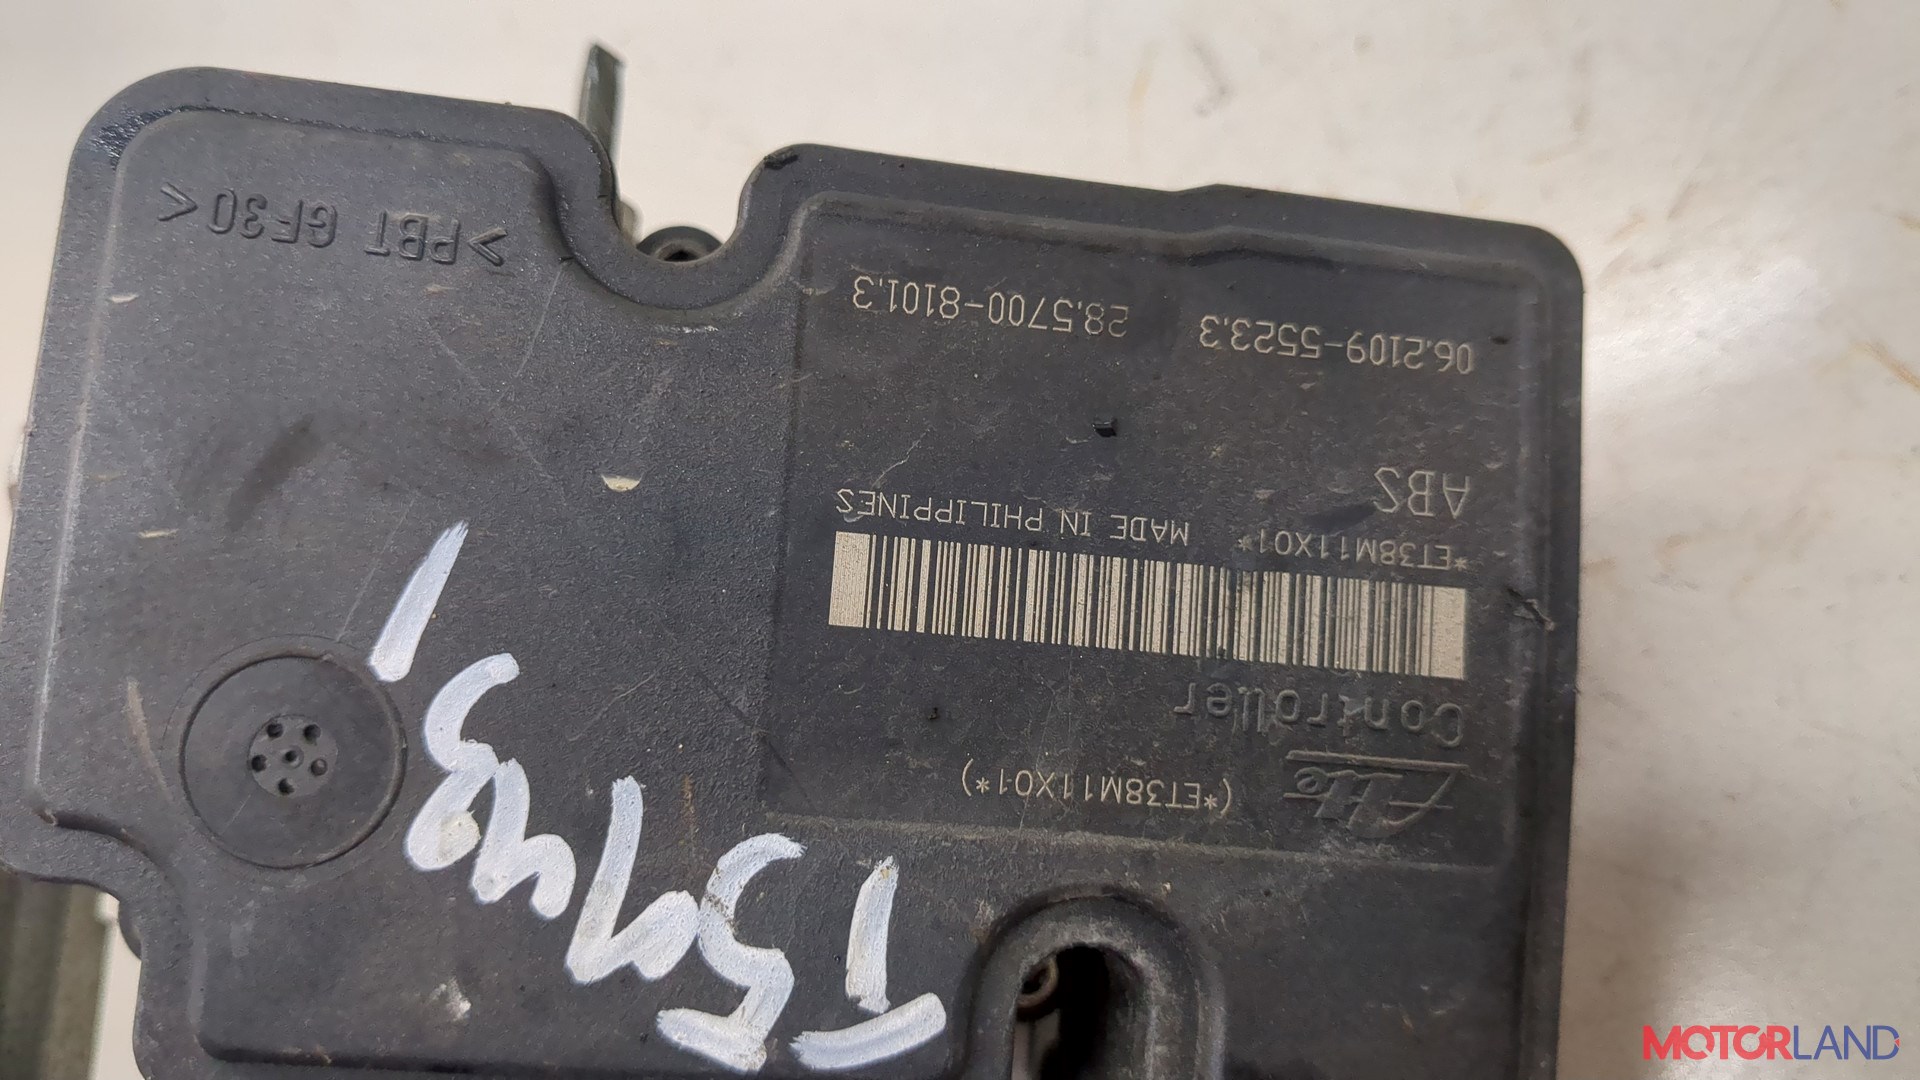 Ate (*ET38M11X01*)
Controller
*ET38M11X01* MADE IN PHILIPPINES
ABS
06.2109-5523.3 28.5700-8101.3
>PBT GF30<
MOTORLAND